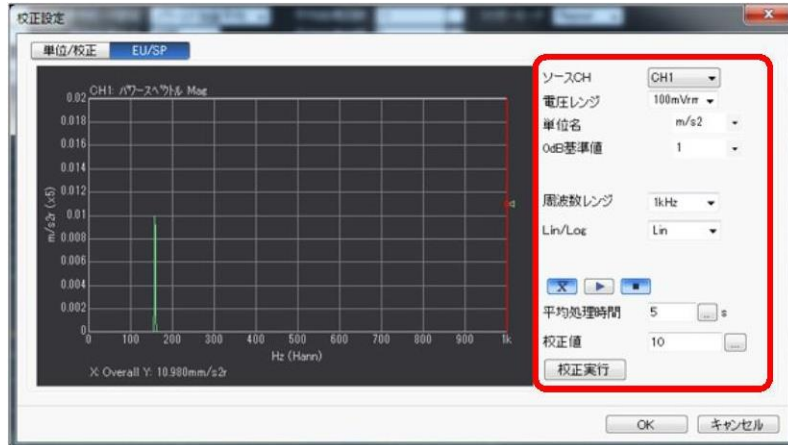 校正設定
単位/校正 EU/SP
CH1: パワースペクトル Mag
0.02
0.018
0.016
0.014
0.012
0.01
0.008
0.006
0.004
0.002
0
m/s2r (x5)
0 100 200 300 400 500 600 700 800 900 1k
Hz (Hann)
X: Overall Y: 10.980mm/s2r
ソースCH CH1
電圧レンジ 100mVrm
単位名 m/s2
0dB基準値 1
周波数レンジ 1kHz
Lin/Log Lin
X
平均処理時間 5 ... s
校正値 10 ...
校正実行
OK キャンセル